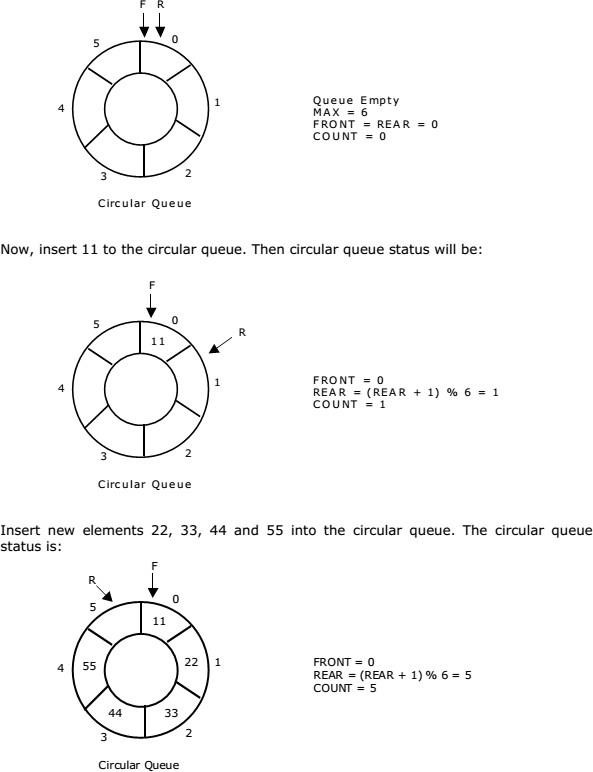 F R
5 0
4 1
3 2
Circular Queue
Queue Empty
MAX = 6
FRONT = REAR = 0
COUNT = 0
Now, insert 11 to the circular queue. Then circular queue status will be:
F
R
5 0
11
4 1
3 2
Circular Queue
FRONT = 0
REAR = (REAR + 1) % 6 = 1
COUNT = 1
Insert new elements 22, 33, 44 and 55 into the circular queue. The circular queue
status is:
F
R
5 0
11
4 55 22 1
44 33
3 2
Circular Queue
FRONT = 0
REAR = (REAR + 1) % 6 = 5
COUNT = 5